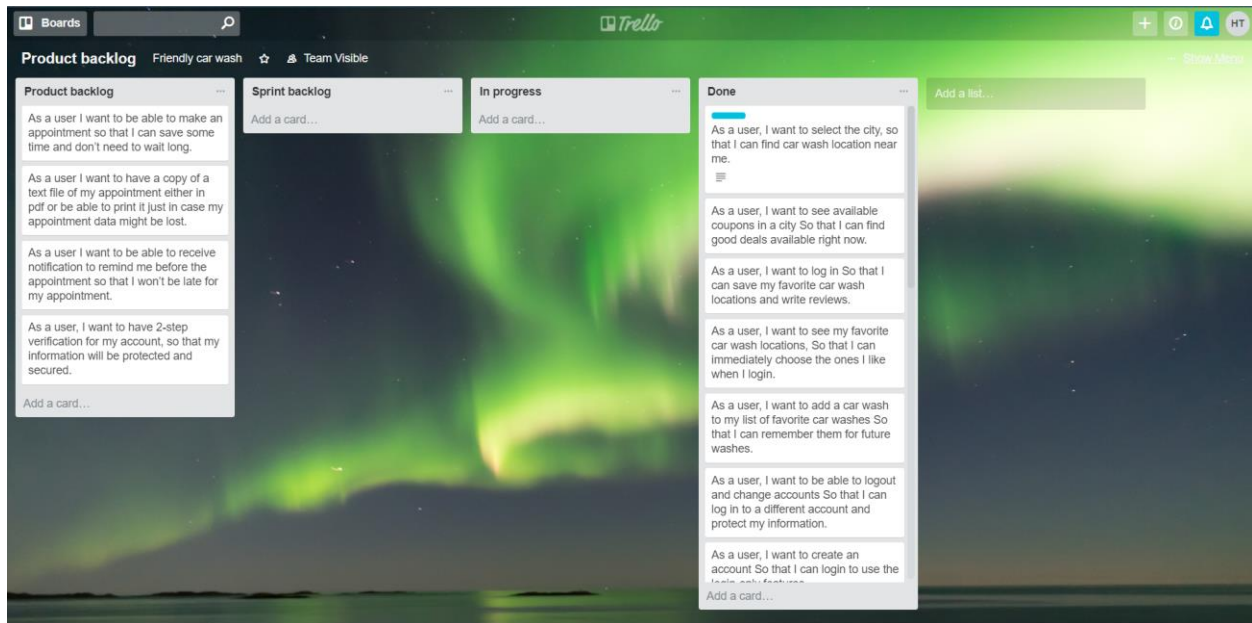 Boards
Trello
HT
Product backlog Friendly car wash Team Visible
Show Menu
Product backlog
As a user I want to be able to make an
appointment so that I can save some
time and don't need to wait long.
As a user I want to have a copy of a
text file of my appointment either in
pdf or be able to print it just in case my
appointment data might be lost.
As a user I want to be able to receive
notification to remind me before the
appointment so that I won't be late for
my appointment.
As a user, I want to have 2-step
verification for my account, so that my
information will be protected and
secured.
Add a card...
Sprint backlog
Add a card...
In progress
Add a card...
Done
As a user, I want to select the city, so
that I can find car wash location near
me.
As a user, I want to see available
coupons in a city So that I can find
good deals available right now.
As a user, I want to log in So that I
can save my favorite car wash
locations and write reviews.
As a user, I want to see my favorite
car wash locations, So that I can
immediately choose the ones I like
when I login.
As a user, I want to add a car wash
to my list of favorite car washes So
that I can remember them for future
washes.
As a user, I want to be able to logout
and change accounts So that I can
log in to a different account and
protect my information.
As a user, I want to create an
account So that I can login to use the
Add a card...
Add a list...